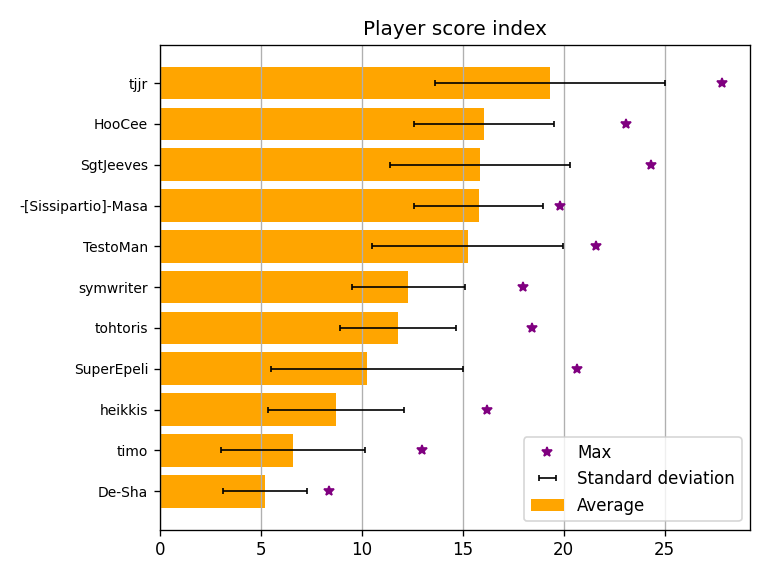 Player score index
tjjr
HooCee
SgtJeeves
-[Sissipartio]-Masa
TestoMan
symwriter
tohtoris
SuperEpeli
heikkis
timo
De-Sha
Max
Standard deviation
Average
0 5 10 15 20 25